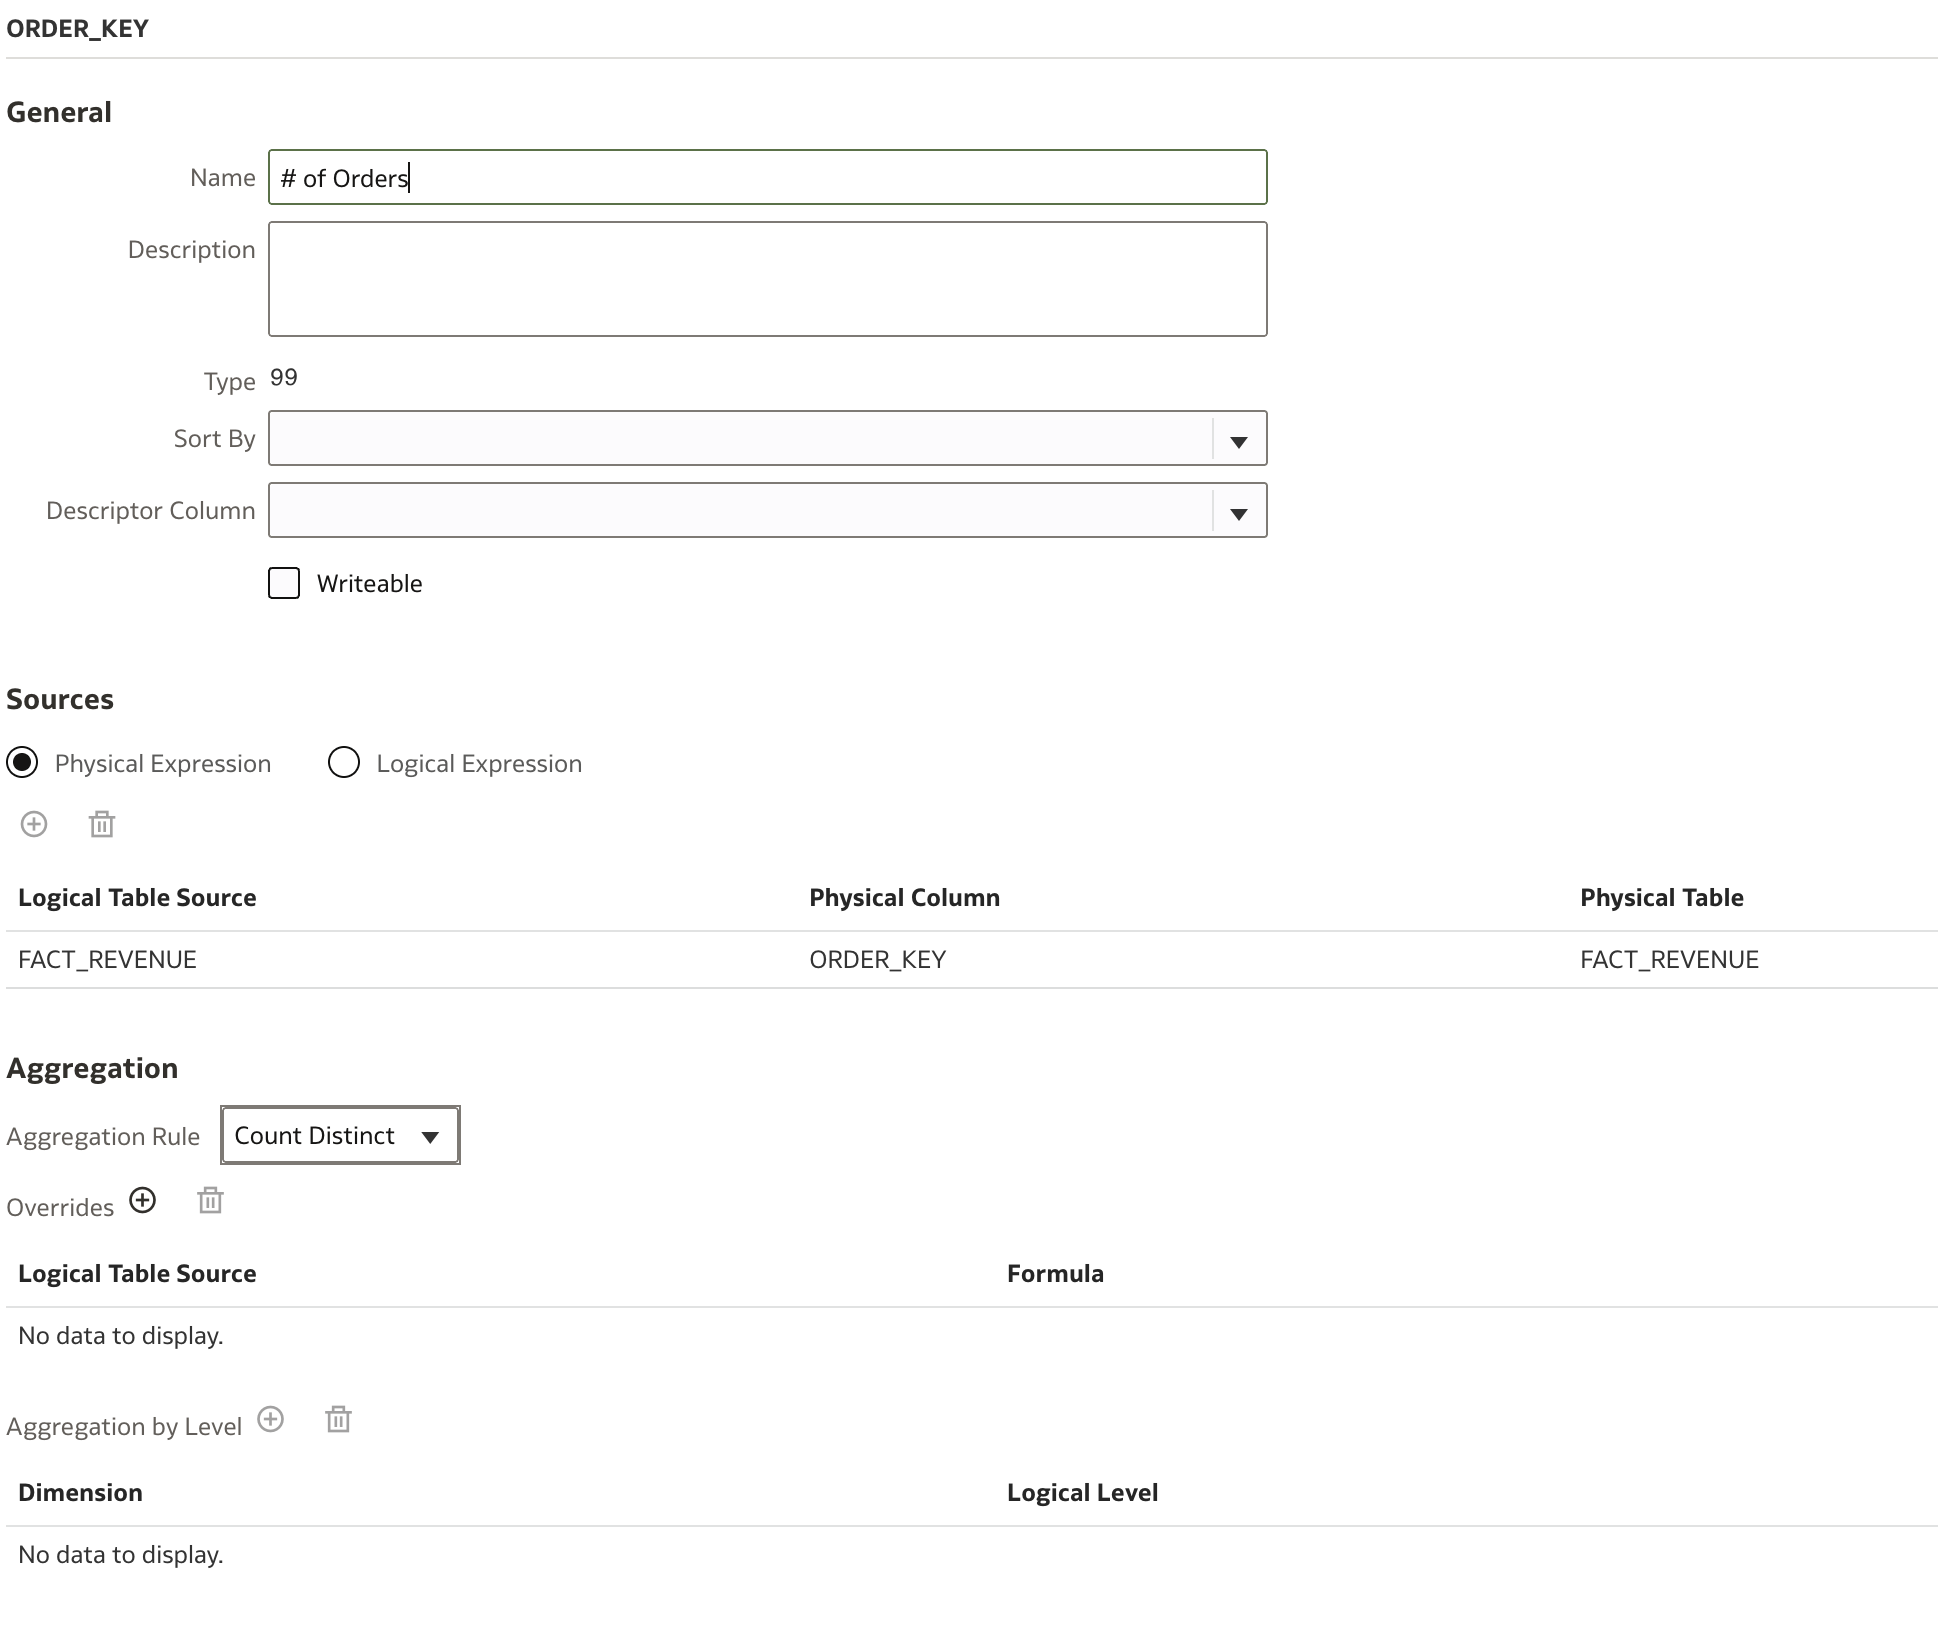 ORDER_KEY
General
Name # of Orders
Description
Type 99
Sort By
Descriptor Column
Writeable
Sources
Physical Expression Logical Expression
Logical Table Source Physical Column Physical Table
FACT_REVENUE ORDER_KEY FACT_REVENUE
Aggregation
Aggregation Rule Count Distinct
Overrides
Logical Table Source Formula
No data to display.
Aggregation by Level
Dimension Logical Level
No data to display.